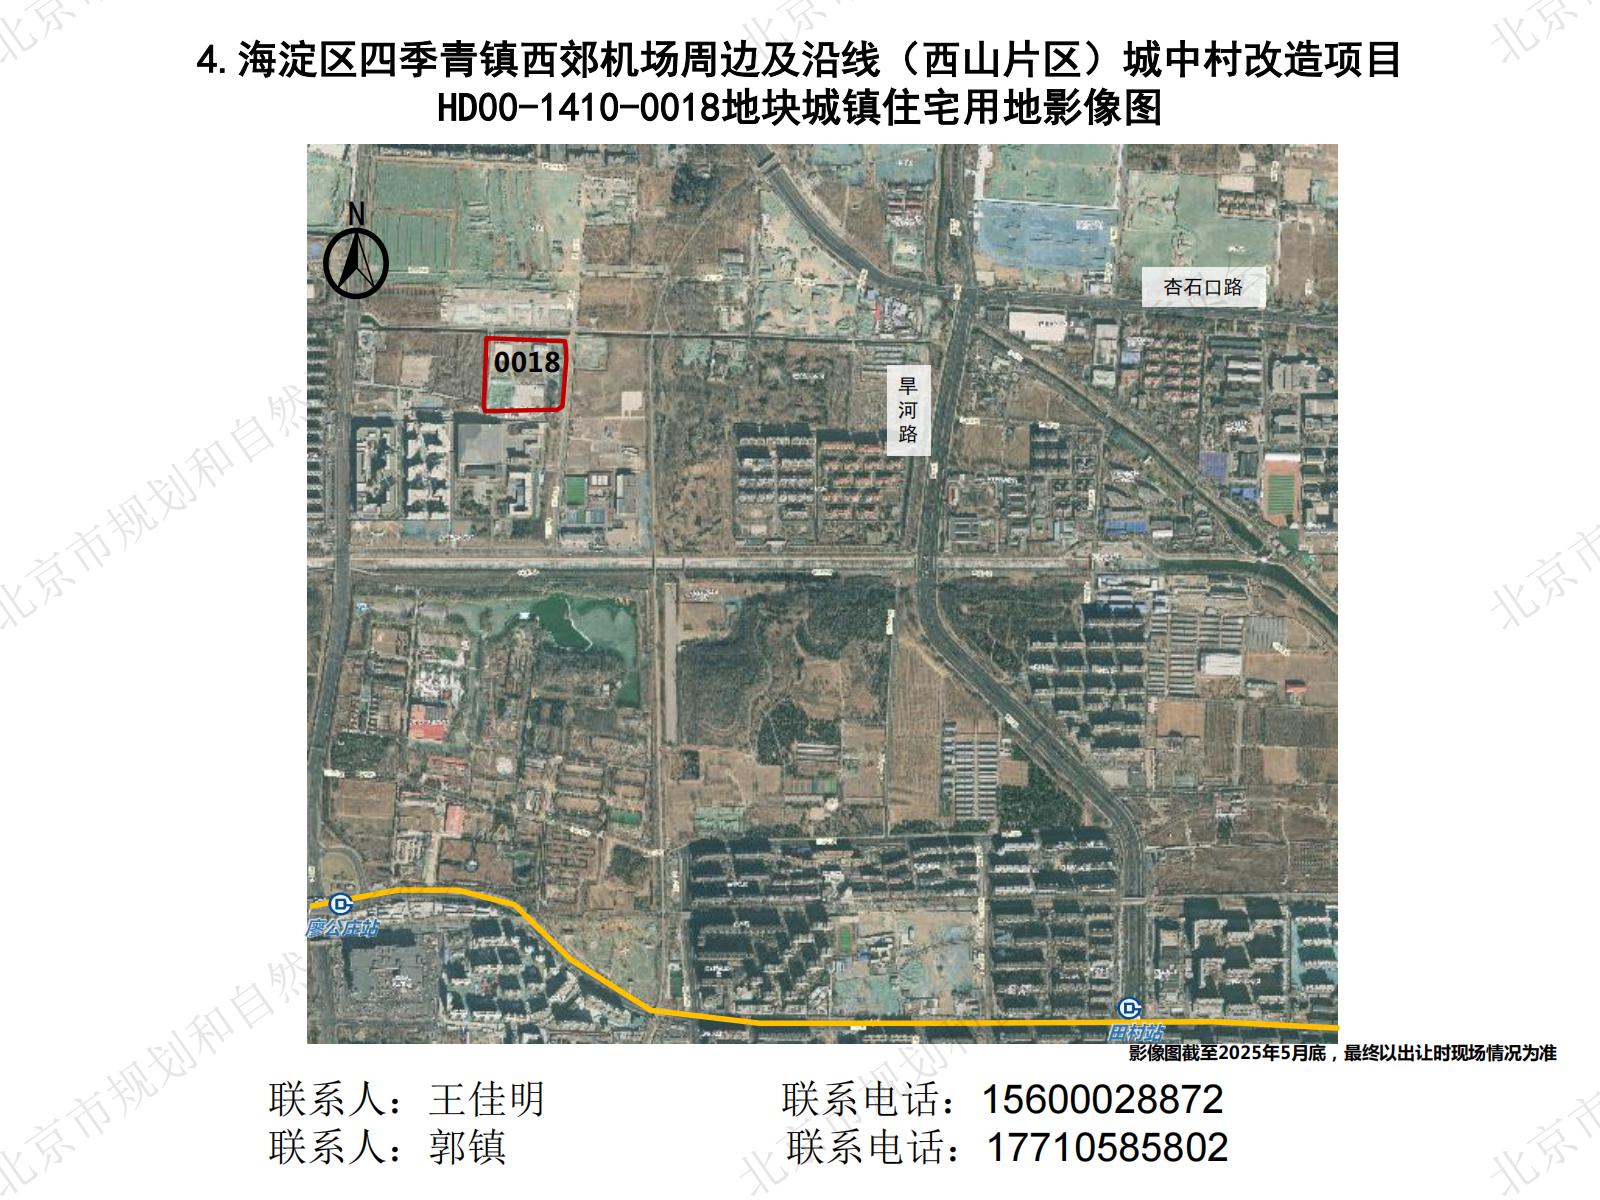 4.海淀区四季青镇西郊机场周边及沿线（西山片区）城中村改造项目
HD00-1410-0018地块城镇住宅用地影像图
N
杏石口路
0018
旱河路
廖公庄站
田村站
影像图截至2025年5月底，最终以出让时现场情况为准
联系人：王佳明 联系电话：15600028872
联系人：郭镇 联系电话：17710585802
北京市规划和自然